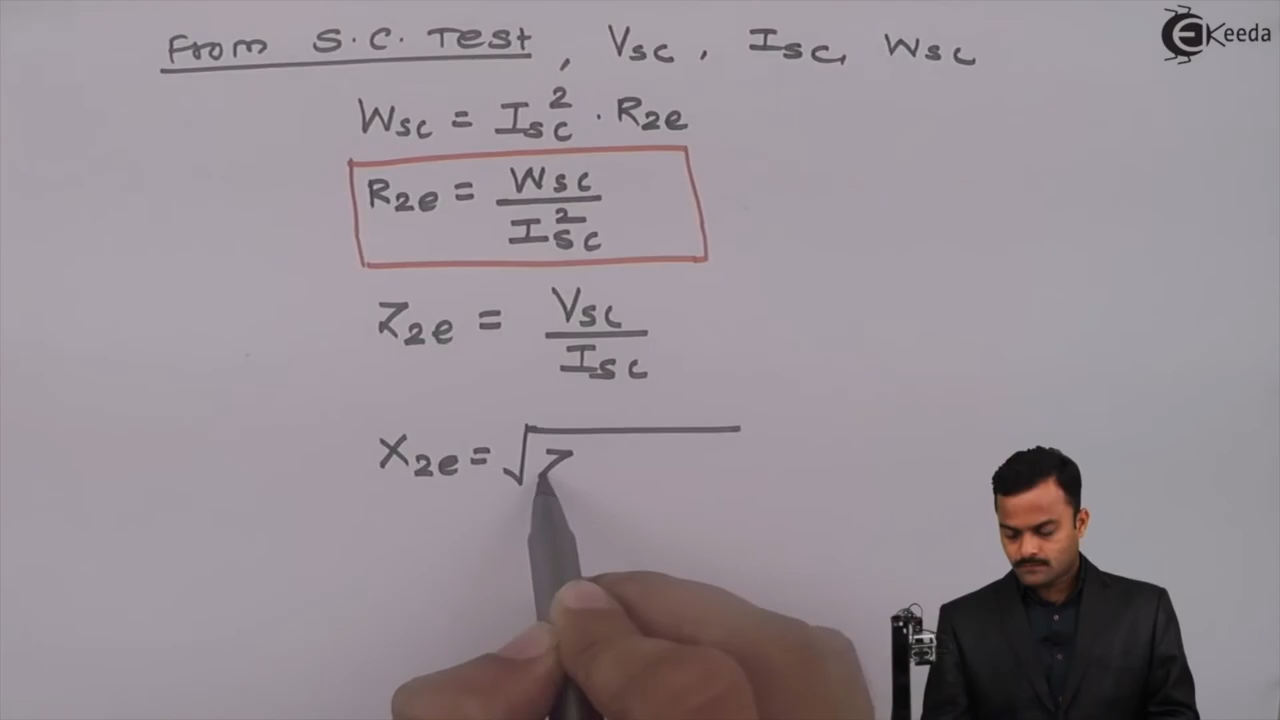 From S.C. Test, Vsc, Isc, Wsc
EKeeda
Wsc = Isc² · R2e
R2e = Wsc / Isc²
Z2e = Vsc / Isc
X2e = √Z